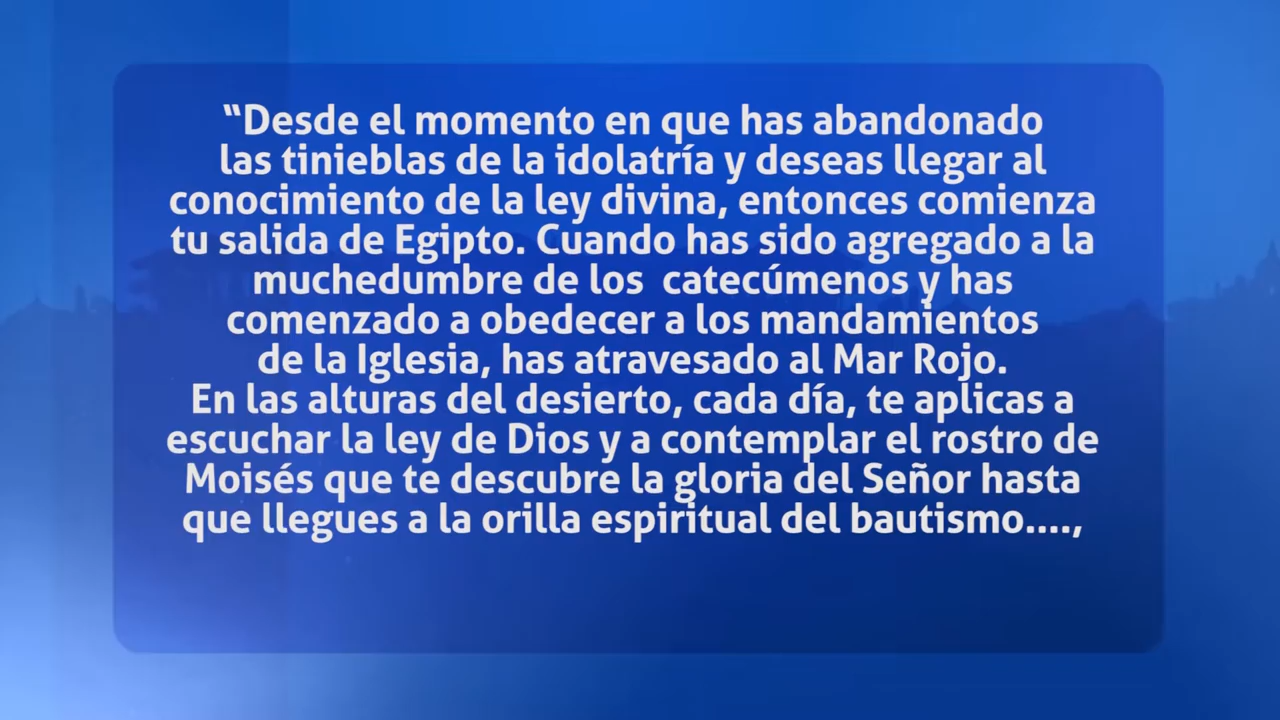 “Desde el momento en que has abandonado
las tinieblas de la idolatría y deseas llegar al
conocimiento de la ley divina, entonces comienza
tu salida de Egipto. Cuando has sido agregado a la
muchedumbre de los  catecúmenos y has
comenzado a obedecer a los mandamientos
de la Iglesia, has atravesado al Mar Rojo.
En las alturas del desierto, cada día, te aplicas a
escuchar la ley de Dios y a contemplar el rostro de
Moisés que te descubre la gloria del Señor hasta
que llegues a la orilla espiritual del bautismo....,